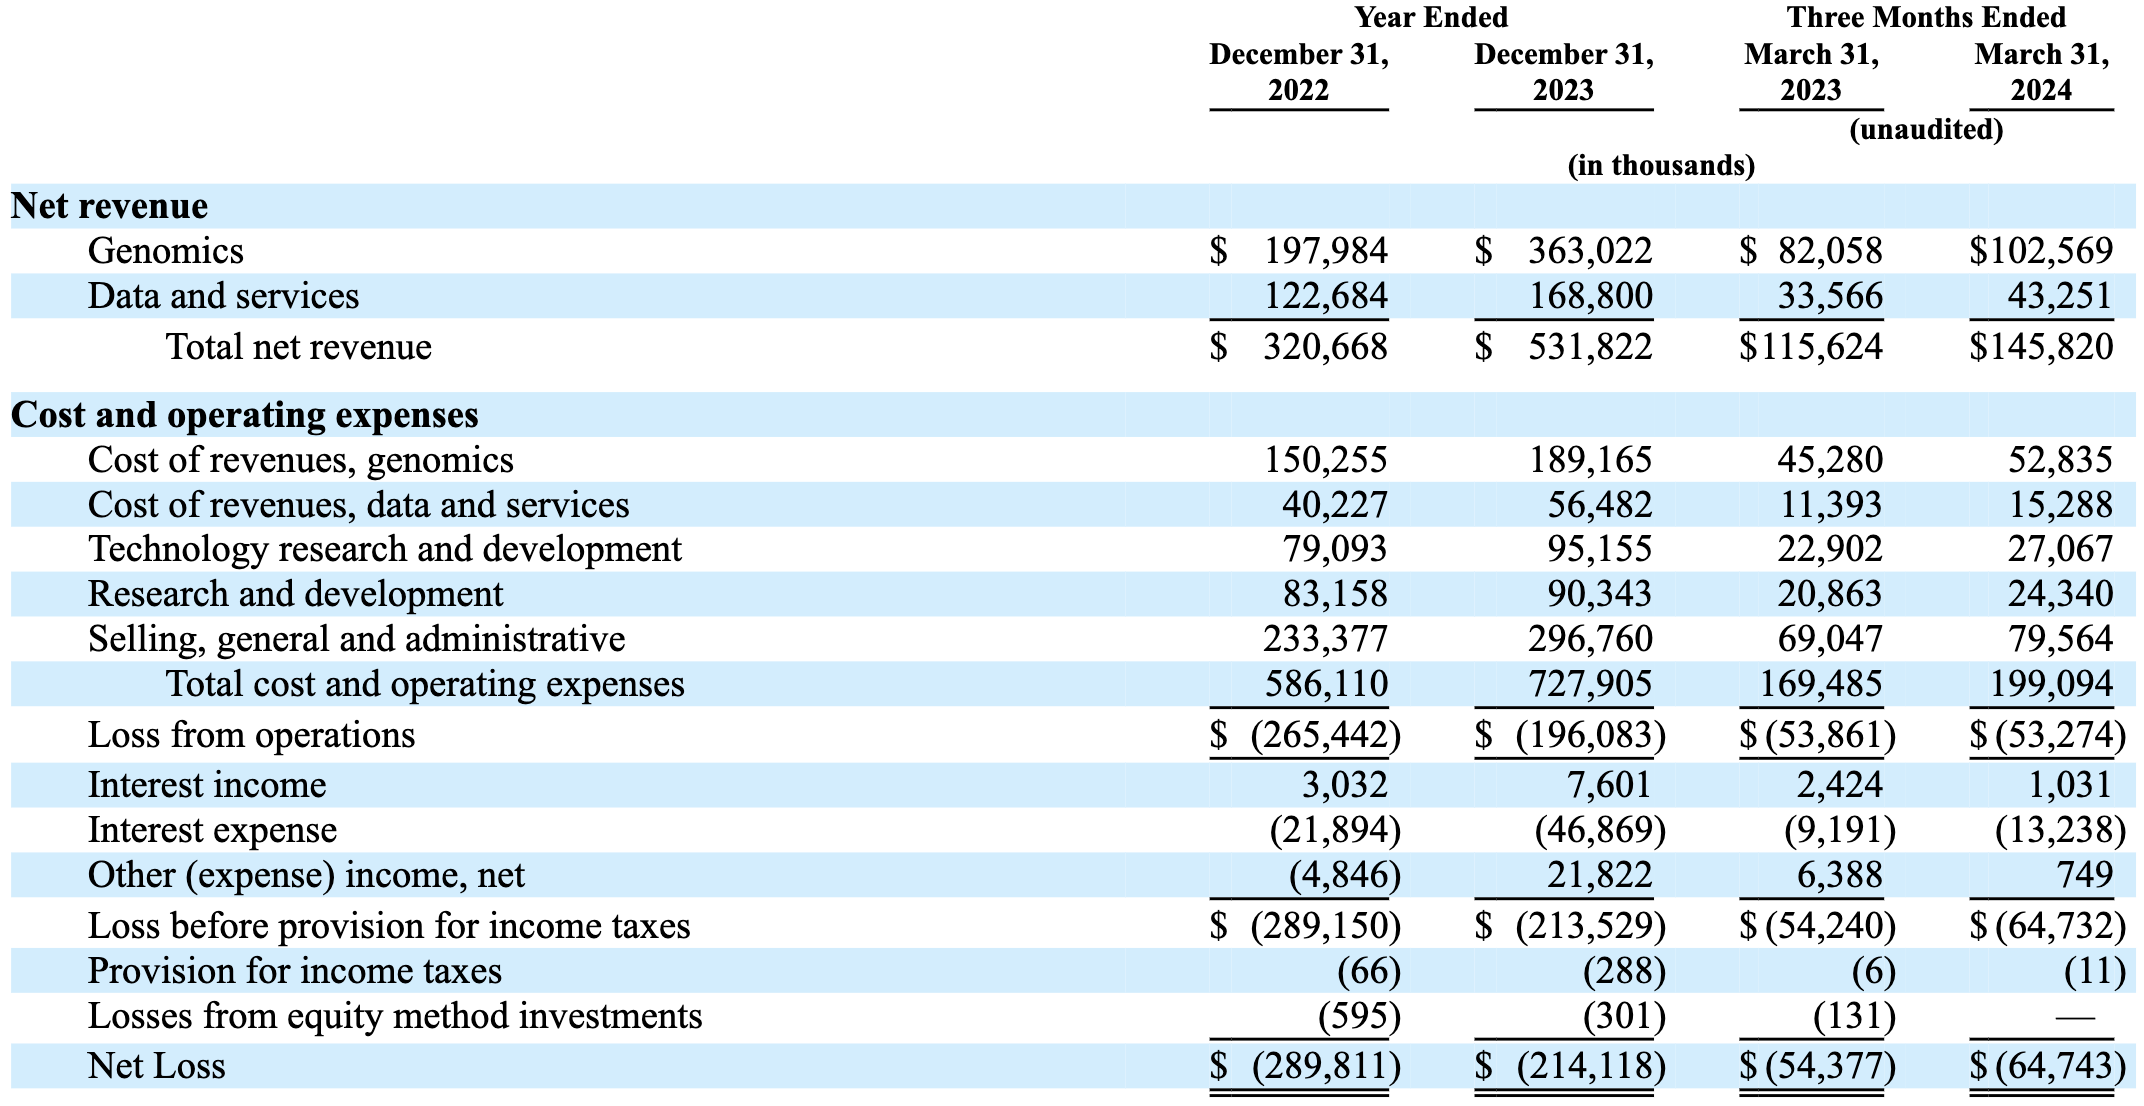 Year Ended Three Months Ended
December 31, December 31, March 31, March 31,
2022 2023 2023 2024
(unaudited)
(in thousands)
Net revenue
Genomics $ 197,984 $ 363,022 $ 82,058 $102,569
Data and services 122,684 168,800 33,566 43,251
Total net revenue $ 320,668 $ 531,822 $115,624 $145,820
Cost and operating expenses
Cost of revenues, genomics 150,255 189,165 45,280 52,835
Cost of revenues, data and services 40,227 56,482 11,393 15,288
Technology research and development 79,093 95,155 22,902 27,067
Research and development 83,158 90,343 20,863 24,340
Selling, general and administrative 233,377 296,760 69,047 79,564
Total cost and operating expenses 586,110 727,905 169,485 199,094
Loss from operations $ (265,442) $ (196,083) $ (53,861) $ (53,274)
Interest income 3,032 7,601 2,424 1,031
Interest expense (21,894) (46,869) (9,191) (13,238)
Other (expense) income, net (4,846) 21,822 6,388 749
Loss before provision for income taxes $ (289,150) $ (213,529) $ (54,240) $ (64,732)
Provision for income taxes (66) (288) (6) (11)
Losses from equity method investments (595) (301) (131) —
Net Loss $ (289,811) $ (214,118) $ (54,377) $ (64,743)